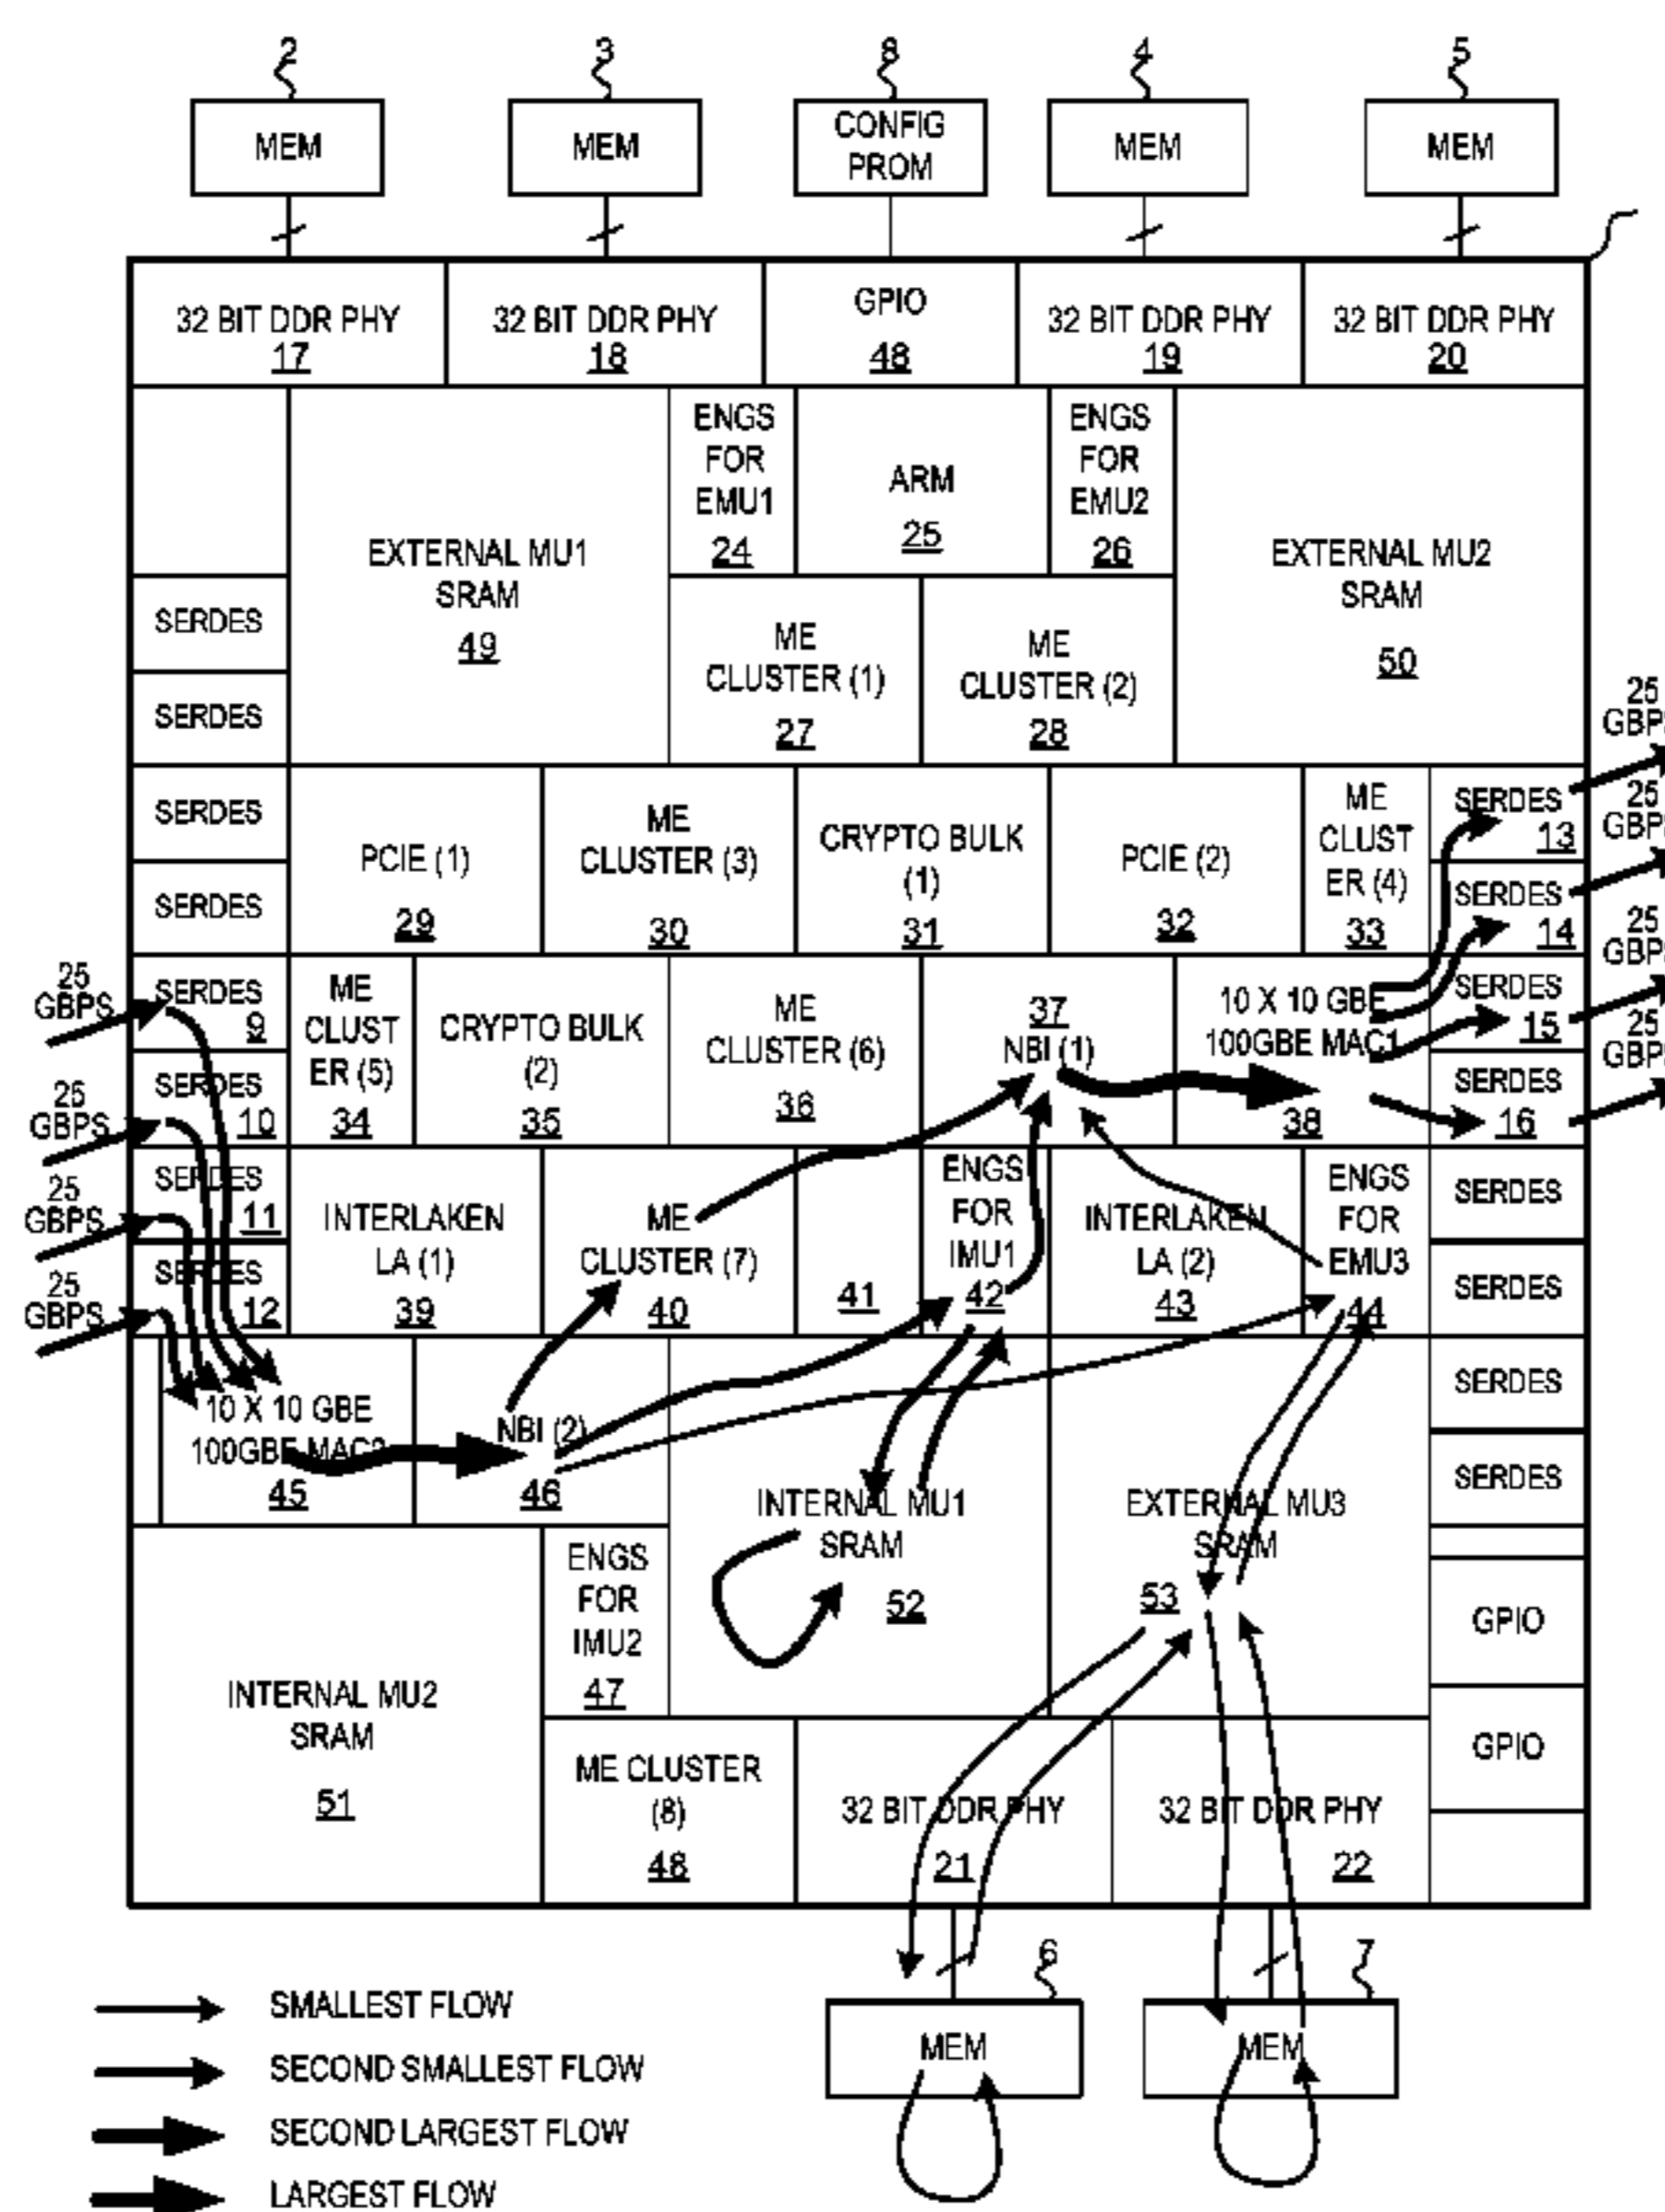 2
3
8
4
5
MEM
MEM
CONFIG
PROM
MEM
MEM
32 BIT DDR PHY
17
32 BIT DDR PHY
18
GPIO
48
32 BIT DDR PHY
19
32 BIT DDR PHY
20
EXTERNAL MU1
SRAM
49
ENGS
FOR
EMU1
24
ARM
25
ENGS
FOR
EMU2
26
EXTERNAL MU2
SRAM
50
SERDES
SERDES
ME
CLUSTER (1)
27
ME
CLUSTER (2)
28
SERDES
SERDES
PCIE (1)
29
ME
CLUSTER (3)
30
CRYPTO BULK
(1)
31
PCIE (2)
32
ME
CLUST
ER (4)
33
SERDES
13
SERDES
14
25
GBPS
25
GBPS
25
GBPS
25
GBPS
25
GBPS
25
GBPS
25
GBPS
25
GBPS
SERDES
9
SERDES
10
ME
CLUST
ER (5)
34
CRYPTO BULK
(2)
35
ME
CLUSTER (6)
36
37
NBI (1)
10 X 10 GBE
100GBE MAC1
38
SERDES
15
SERDES
16
SERDES
11
SERDES
12
INTERLAKEN
LA (1)
39
ME
CLUSTER (7)
40
41
ENGS
FOR
IMU1
42
INTERLAKEN
LA (2)
43
ENGS
FOR
EMU3
44
SERDES
SERDES
10 X 10 GBE
100GBE MAC2
45
NBI (2)
46
INTERNAL MU1
SRAM
52
EXTERNAL MU3
SRAM
53
SERDES
SERDES
INTERNAL MU2
SRAM
51
ENGS
FOR
IMU2
47
GPIO
GPIO
ME CLUSTER
(8)
48
32 BIT DDR PHY
21
32 BIT DDR PHY
22
6
7
MEM
MEM
SMALLEST FLOW
SECOND SMALLEST FLOW
SECOND LARGEST FLOW
LARGEST FLOW